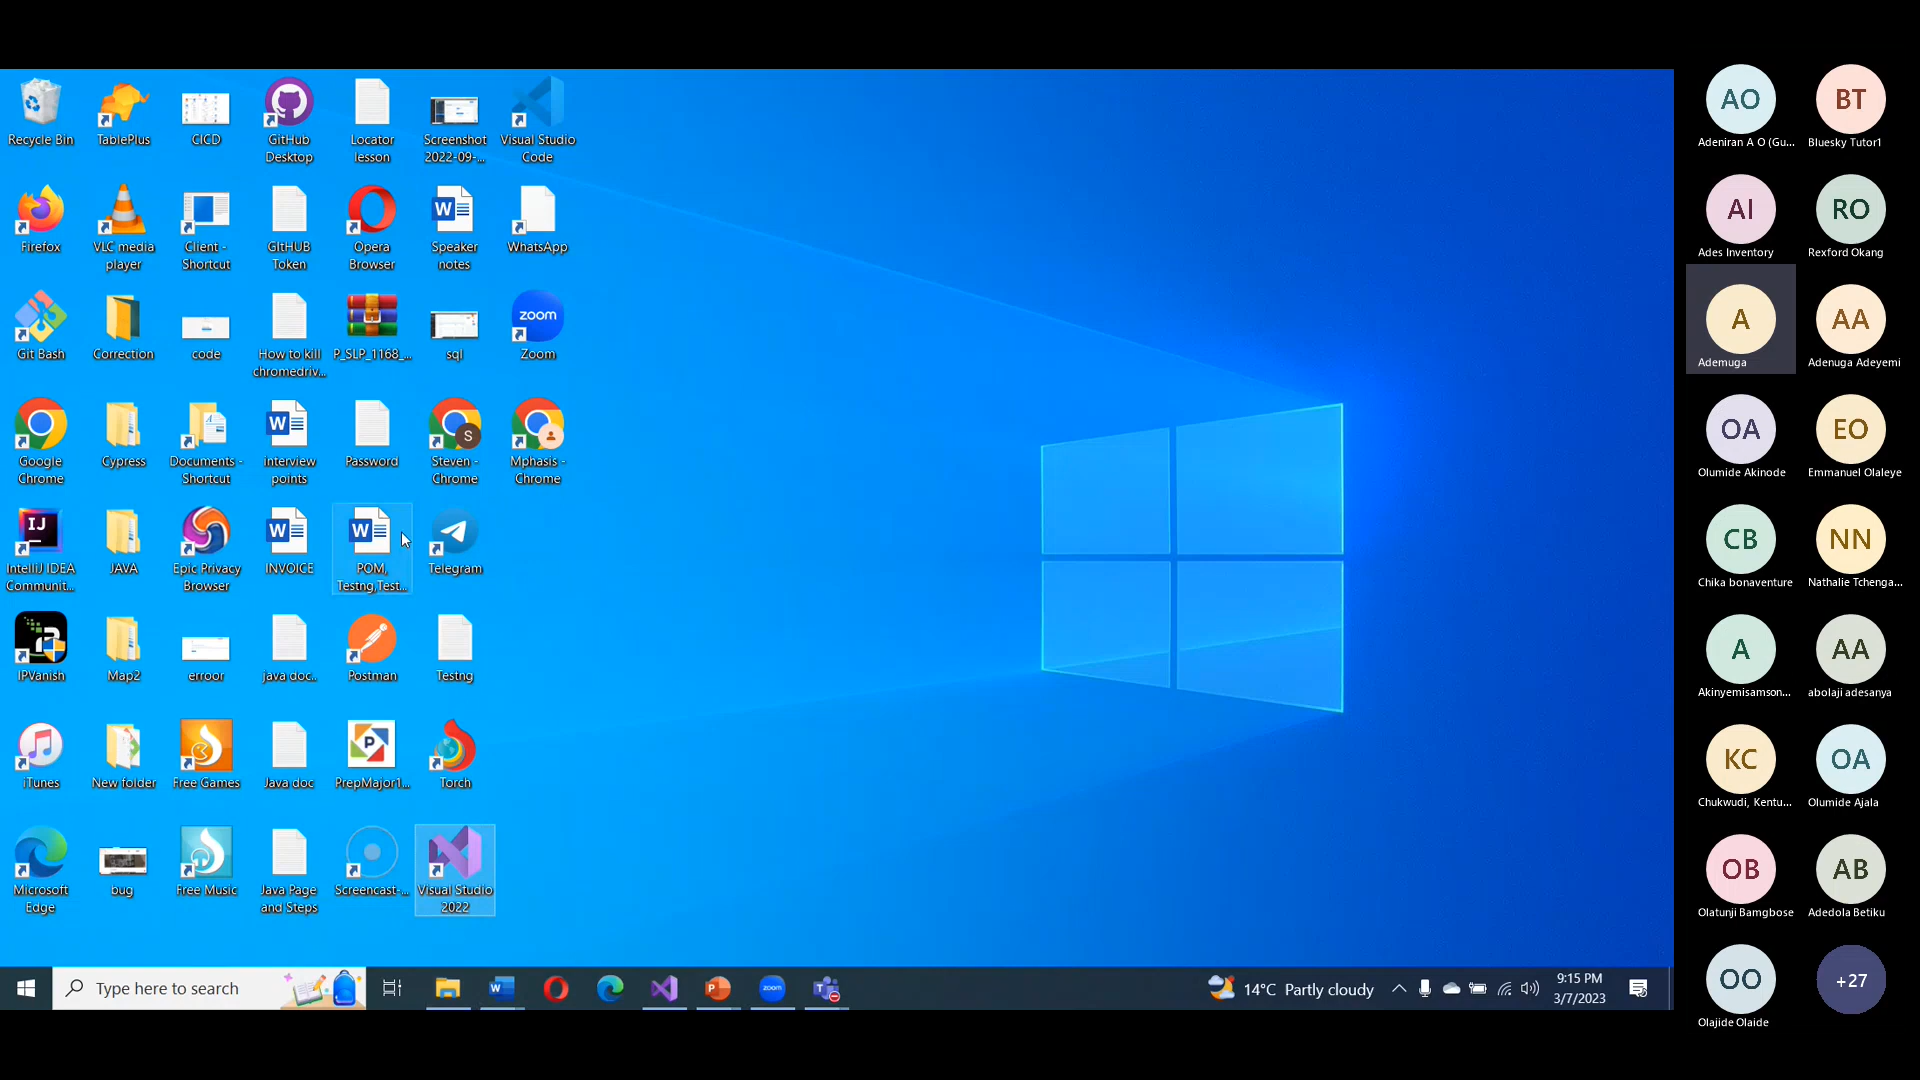 Recycle Bin
TablePlus
CICD
GitHub
Desktop
Locator
lesson
Screenshot
2022-09-...
Visual Studio
Code
Firefox
VLC media
player
Client -
Shortcut
GItHUB
Token
Opera
Browser
W
Speaker
notes
WhatsApp
Git Bash
Correction
code
How to kill
chromedriv...
P_SLP_1168_...
sql
zoom
Zoom
Google
Chrome
Cypress
Documents -
Shortcut
W
interview
points
Password
S
Steven -
Chrome
Mphasis -
Chrome
IJ
IntelliJ IDEA
Communit...
JAVA
Epic Privacy
Browser
W
INVOICE
W
POM,
Testng,Test...
Telegram
IPVanish
Map2
erroor
java doc..
Postman
Testng
iTunes
New folder
Free Games
Java doc
P
PrepMajor1...
Torch
Microsoft
Edge
bug
Free Music
Java Page
and Steps
Screencast-...
Visual Studio
2022
Type here to search
W
P
zoom
T
14°C Partly cloudy
9:15 PM
3/7/2023
AO
Adeniran A O (Gu...
BT
Bluesky Tutor1
AI
Ades Inventory
RO
Rexford Okang
A
Ademuga
AA
Adenuga Adeyemi
OA
Olumide Akinode
EO
Emmanuel Olaleye
CB
Chika bonaventure
NN
Nathalie Tchenga...
A
Akinyemisamson...
AA
abolaji adesanya
KC
Chukwudi, Kentu...
OA
Olumide Ajala
OB
Olatunji Bamgbose
AB
Adedola Betiku
OO
Olajide Olaide
+27